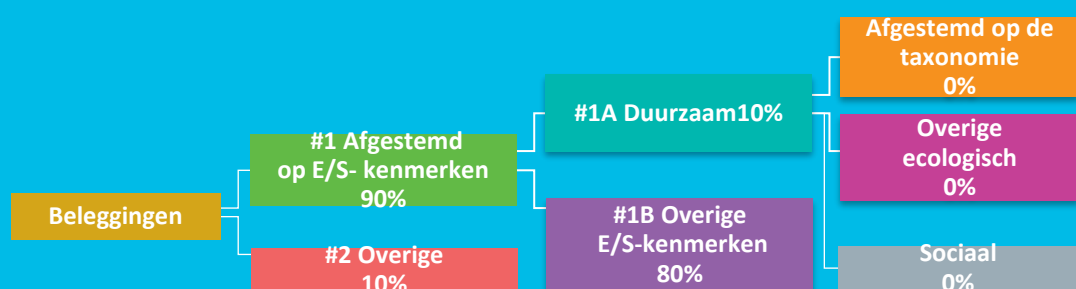 Beleggingen
#1 Afgestemd
op E/S- kenmerken
90%
#2 Overige
10%
#1A Duurzaam10%
#1B Overige
E/S-kenmerken
80%
Afgestemd op de
taxonomie
0%
Overige
ecologisch
0%
Sociaal
0%